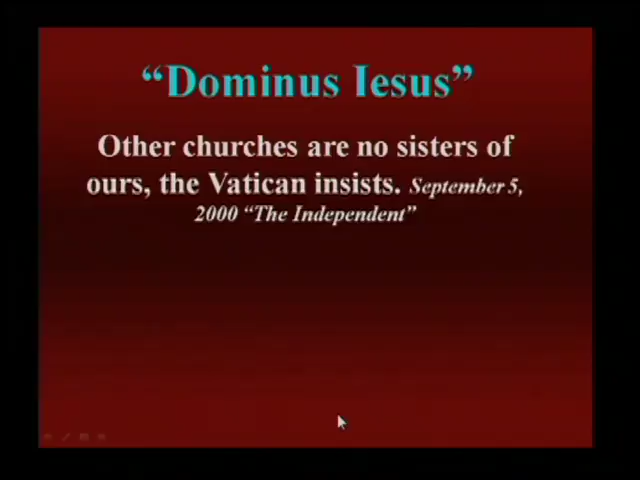 “Dominus Iesus”
Other churches are no sisters of
ours, the Vatican insists. September 5,
2000 “The Independent”